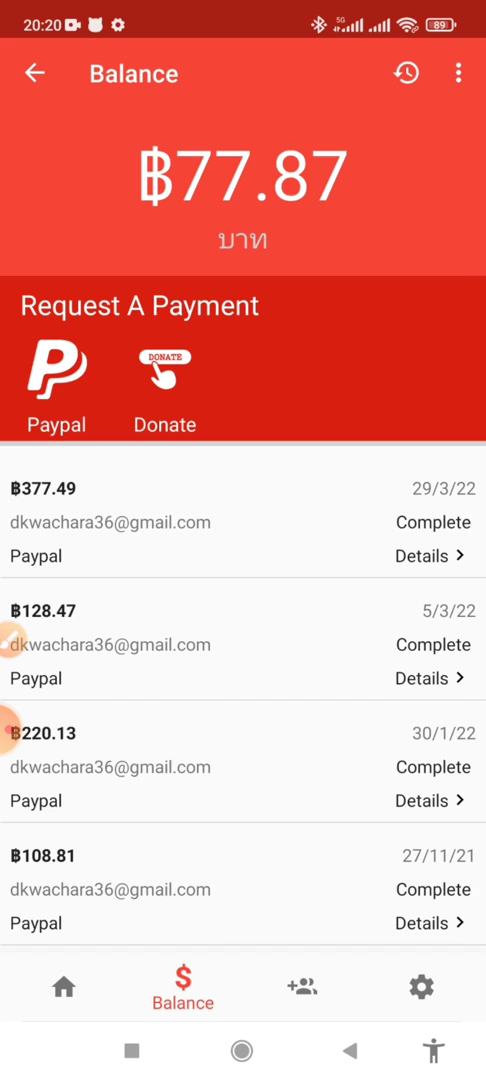 20:20 5G 89
Balance
฿77.87
บาท
Request A Payment
DONATE
Paypal Donate
฿377.49 29/3/22
dkwachara36@gmail.com Complete
Paypal Details
฿128.47 5/3/22
dkwachara36@gmail.com Complete
Paypal Details
฿220.13 30/1/22
dkwachara36@gmail.com Complete
Paypal Details
฿108.81 27/11/21
dkwachara36@gmail.com Complete
Paypal Details
Balance